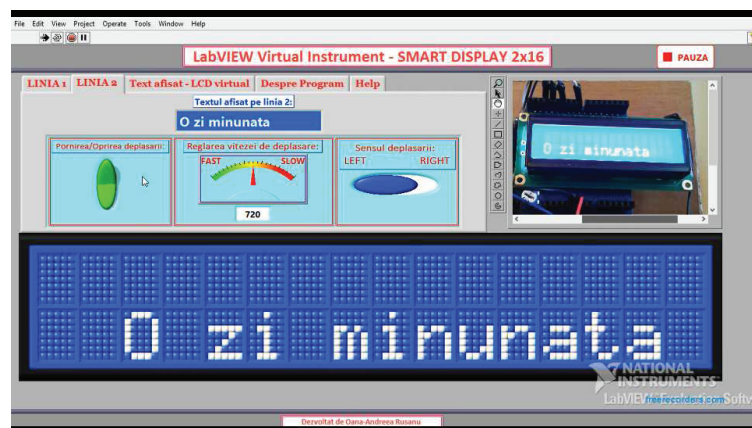 File Edit View Project Operate Tools Window Help
LabVIEW Virtual Instrument - SMART DISPLAY 2x16
PAUZA
LINIA 1 LINIA 2 Text afisat - LCD virtual Despre Program Help
Textul afisat pe linia 2:
O zi minunata
Pornirea/Oprirea deplasarii:
Reglarea vitezei de deplasare:
FAST SLOW
720
Sensul deplasarii:
LEFT RIGHT
O zi minunata
O zi minunata
NATIONAL
INSTRUMENTS
Dezvoltat de Oana-Andreea Rusanu